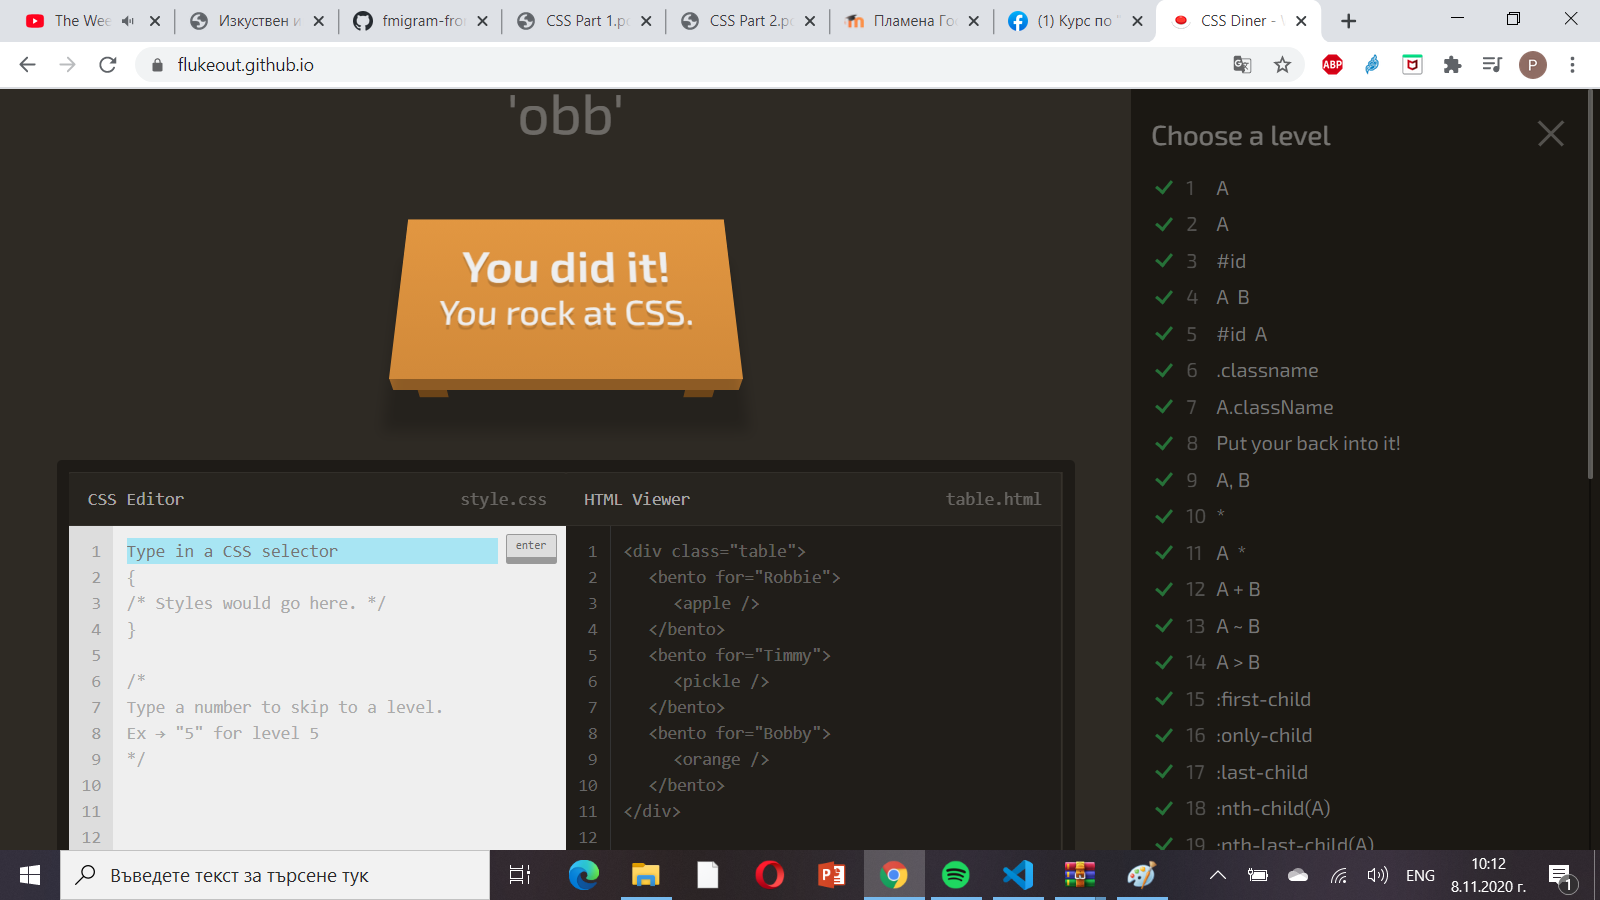 The Wee
Изкуствен и
fmigram-fron
CSS Part 1.pd
CSS Part 2.pd
Пламена Гос
(1) Курс по "
CSS Diner - W
flukeout.github.io
ABP
P
'obb'
You did it!
You rock at CSS.
Choose a level
1 A
2 A
3 #id
4 A B
5 #id A
6 .classname
7 A.className
8 Put your back into it!
9 A, B
10 *
11 A *
12 A + B
13 A ~ B
14 A > B
15 :first-child
16 :only-child
17 :last-child
18 :nth-child(A)
19 :nth-last-child(A)
CSS Editor style.css
enter
1 Type in a CSS selector
2 {
3 /* Styles would go here. */
4 }
5
6 /*
7 Type a number to skip to a level.
8 Ex → "5" for level 5
9 */
10
11
12
HTML Viewer table.html
1 <div class="table">
2 <bento for="Robbie">
3 <apple />
4 </bento>
5 <bento for="Timmy">
6 <pickle />
7 </bento>
8 <bento for="Bobby">
9 <orange />
10 </bento>
11 </div>
12
Въведете текст за търсене тук
ENG
10:12
8.11.2020 г.
1